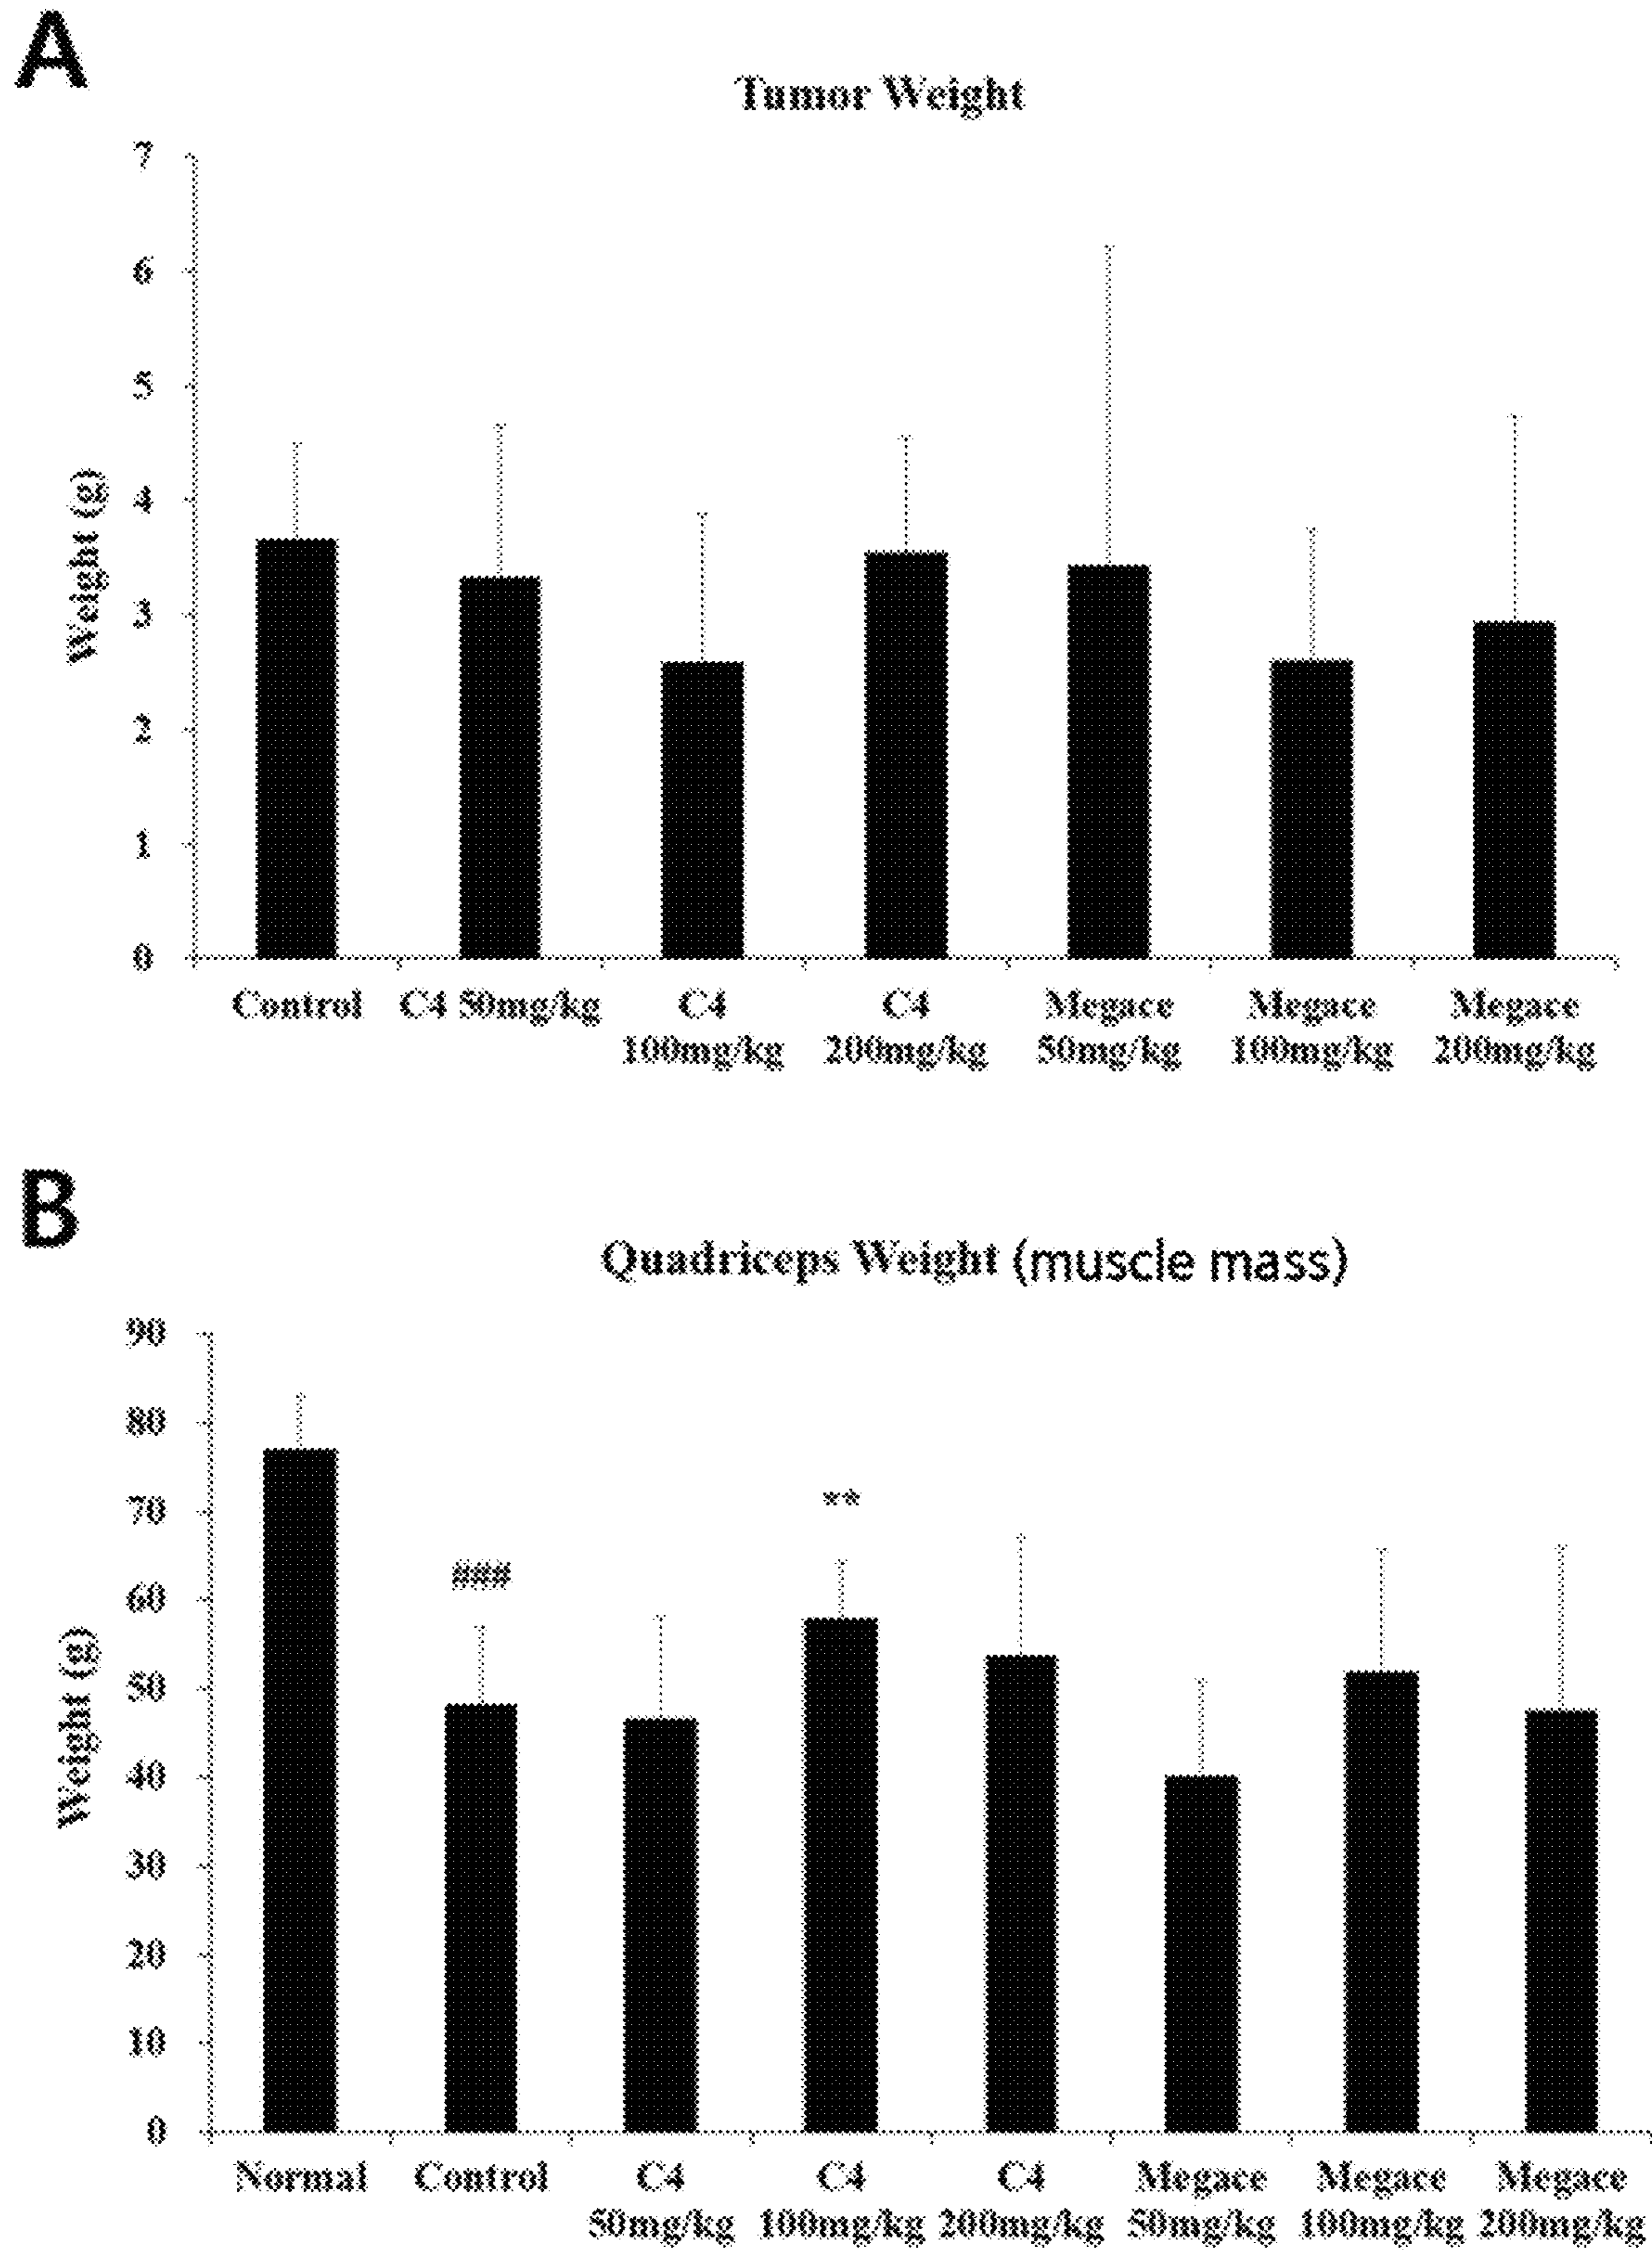 A
Tumor Weight
7
6
5
4
3
2
1
0
Weight (g)
Control C4 50mg/kg C4 C4 Megace Megace Megace
100mg/kg 200mg/kg 50mg/kg 100mg/kg 200mg/kg
B
Quadriceps Weight (muscle mass)
90
80
70
60
50
40
30
20
10
0
Weight (g)
###
**
Normal Control C4 C4 C4 Megace Megace Megace
50mg/kg 100mg/kg 200mg/kg 50mg/kg 100mg/kg 200mg/kg